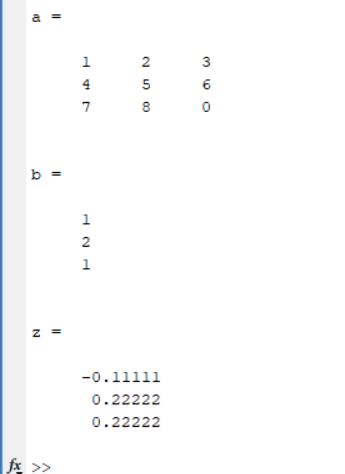 a =
1 2 3
4 5 6
7 8 0
b =
1
2
1
z =
-0.11111
0.22222
0.22222
fx >>